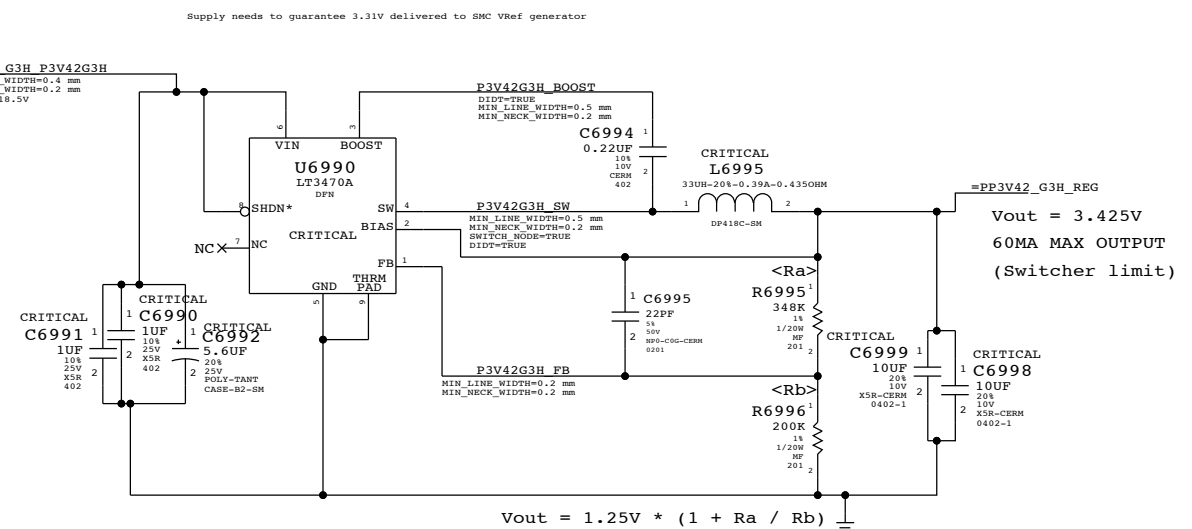 Supply needs to guarantee 3.31V delivered to SMC VRef generator
G3H_P3V42G3H
_WIDTH=0.4 mm
_WIDTH=0.2 mm
18.5V
6
VIN
3
BOOST
P3V42G3H_BOOST
DIDT=TRUE
MIN_LINE_WIDTH=0.5 mm
MIN_NECK_WIDTH=0.2 mm
U6990
LT3470A
DFN
CRITICAL
8
SHDN*
NC
7
NC
SW
4
BIAS
2
FB
1
GND
5
THRM
PAD
9
C6994
0.22UF
10%
10V
CERM
402
1
2
P3V42G3H_SW
MIN_LINE_WIDTH=0.5 mm
MIN_NECK_WIDTH=0.2 mm
SWITCH_NODE=TRUE
DIDT=TRUE
CRITICAL
L6995
33UH-20%-0.39A-0.435OHM
1
2
DP418C-SM
=PP3V42_G3H_REG
Vout = 3.425V
60MA MAX OUTPUT
(Switcher limit)
CRITICAL
C6991
1UF
10%
25V
X5R
402
1
2
CRITICAL
C6990
1UF
10%
25V
X5R
402
1
2
CRITICAL
C6992
5.6UF
20%
25V
POLY-TANT
CASE-B2-SM
1
+
2
C6995
22PF
5%
50V
NP0-C0G-CERM
0201
1
2
P3V42G3H_FB
MIN_LINE_WIDTH=0.2 mm
MIN_NECK_WIDTH=0.2 mm
<Ra>
R6995
348K
1%
1/20W
MF
201
1
2
<Rb>
R6996
200K
1%
1/20W
MF
201
1
2
CRITICAL
C6999
10UF
20%
10V
X5R-CERM
0402-1
1
2
CRITICAL
C6998
10UF
20%
10V
X5R-CERM
0402-1
1
2
Vout = 1.25V * (1 + Ra / Rb)